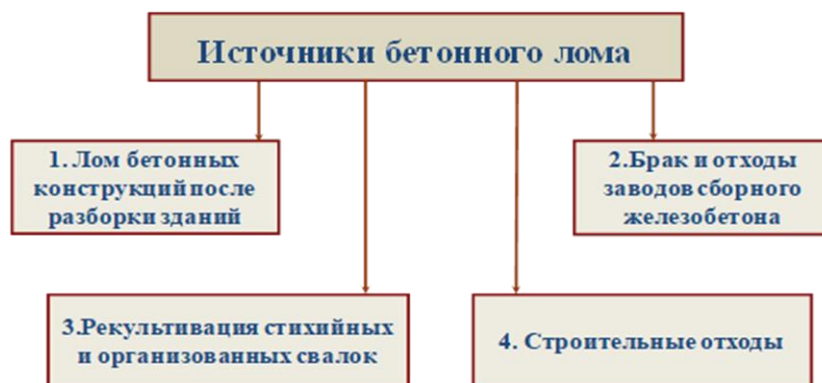 Источники бетонного лома
1. Лом бетонных
конструкций после
разборки зданий
2.Брак и отходы
заводов сборного
железобетона
3.Рекультивация стихийных
и организованных свалок
4. Строительные отходы